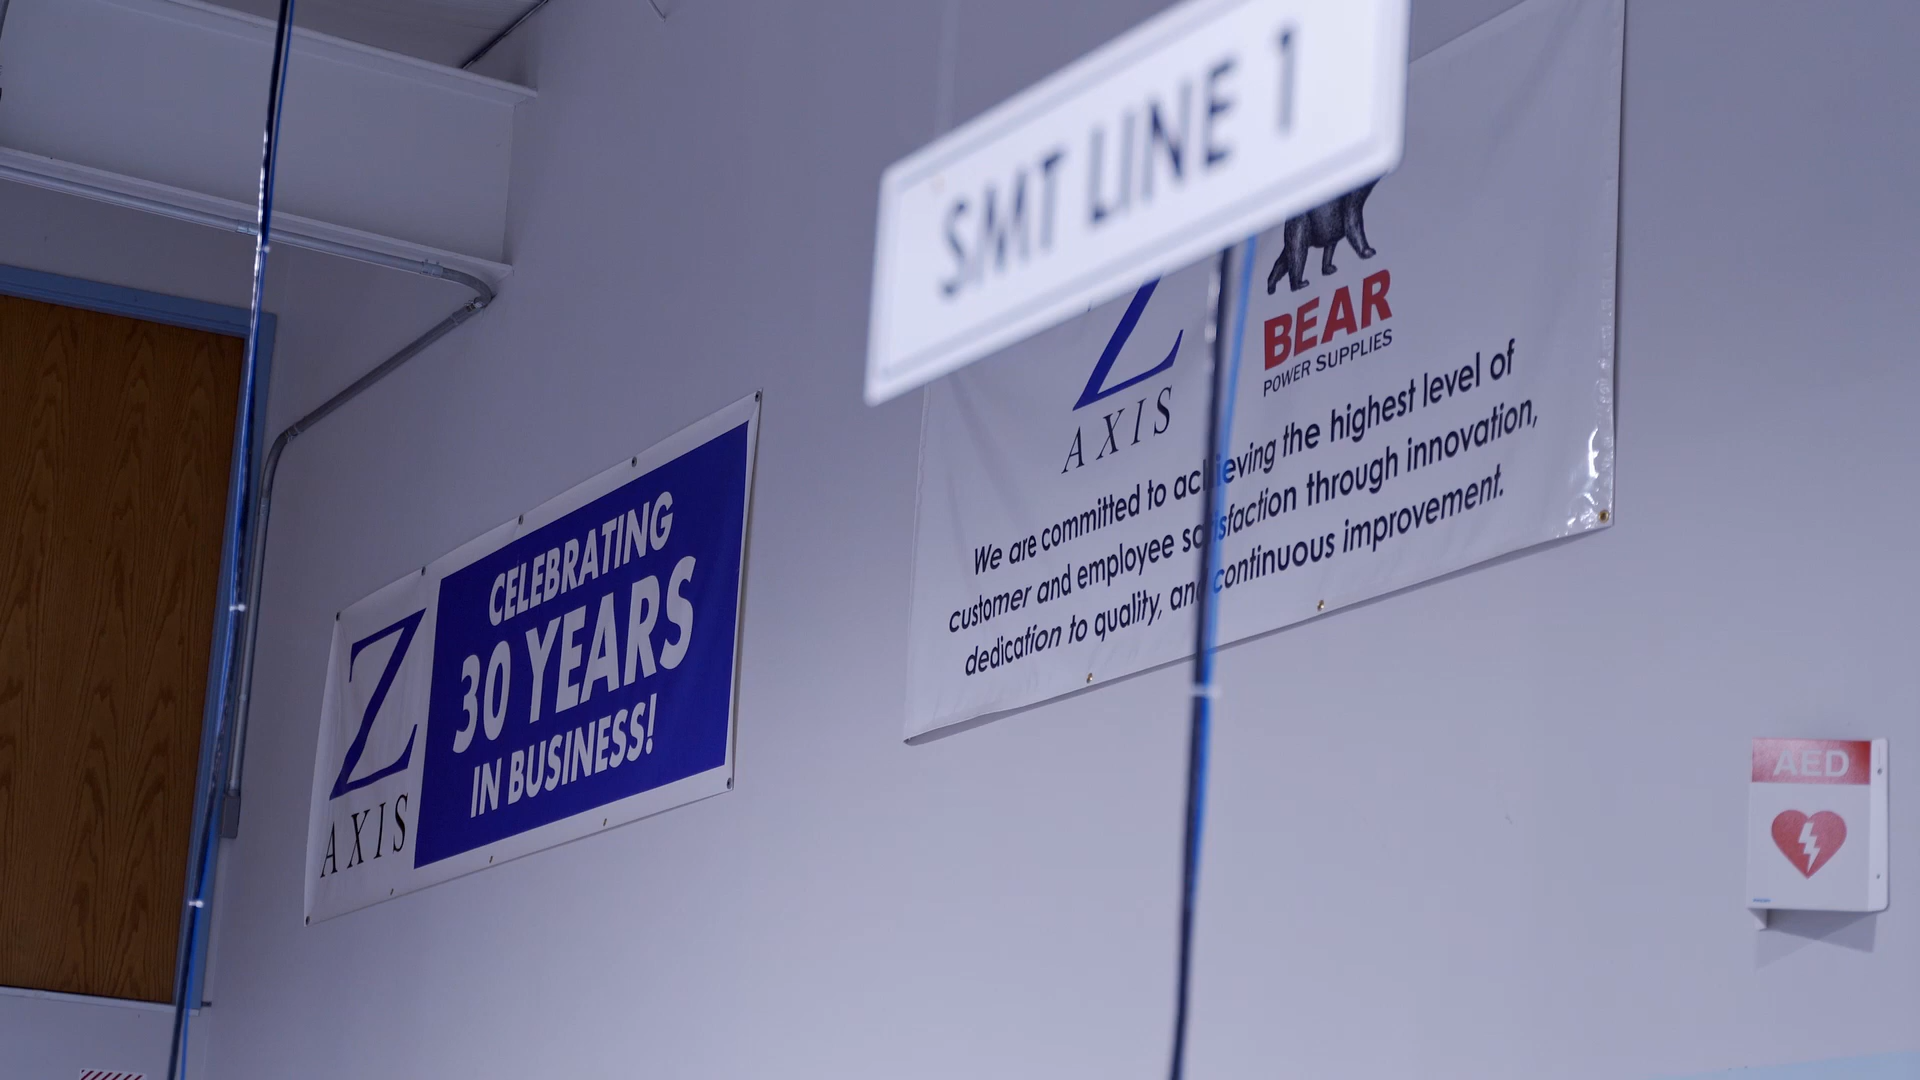 SMT LINE 1
Z
AXIS
BEAR
POWER SUPPLIES
We are committed to achieving the highest level of
customer and employee satisfaction through innovation,
dedication to quality, and continuous improvement.
Z
AXIS
CELEBRATING
30 YEARS
IN BUSINESS!
AED